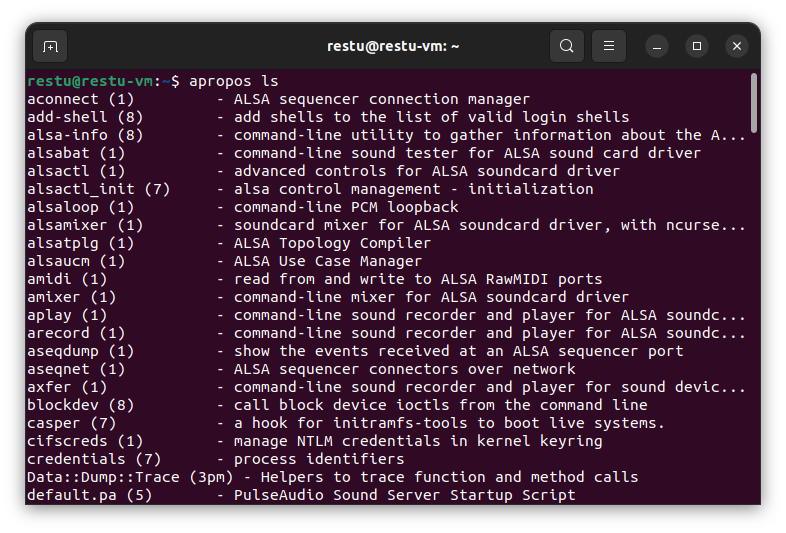 restu@restu-vm: ~
restu@restu-vm:~$ apropos ls
aconnect (1)         - ALSA sequencer connection manager
add-shell (8)        - add shells to the list of valid login shells
alsa-info (8)        - command-line utility to gather information about the A...
alsabat (1)          - command-line sound tester for ALSA sound card driver
alsactl (1)          - advanced controls for ALSA soundcard driver
alsactl_init (7)     - alsa control management - initialization
alsaloop (1)         - command-line PCM loopback
alsamixer (1)        - soundcard mixer for ALSA soundcard driver, with ncurse...
alsatplg (1)         - ALSA Topology Compiler
alsaucm (1)          - ALSA Use Case Manager
amidi (1)            - read from and write to ALSA RawMIDI ports
amixer (1)           - command-line mixer for ALSA soundcard driver
aplay (1)            - command-line sound recorder and player for ALSA soundc...
arecord (1)          - command-line sound recorder and player for ALSA soundc...
aseqdump (1)         - show the events received at an ALSA sequencer port
aseqnet (1)          - ALSA sequencer connectors over network
axfer (1)            - command-line sound recorder and player for sound devic...
blockdev (8)         - call block device ioctls from the command line
casper (7)           - a hook for initramfs-tools to boot live systems.
cifscreds (1)        - manage NTLM credentials in kernel keyring
credentials (7)      - process identifiers
Data::Dump::Trace (3pm) - Helpers to trace function and method calls
default.pa (5)       - PulseAudio Sound Server Startup Script